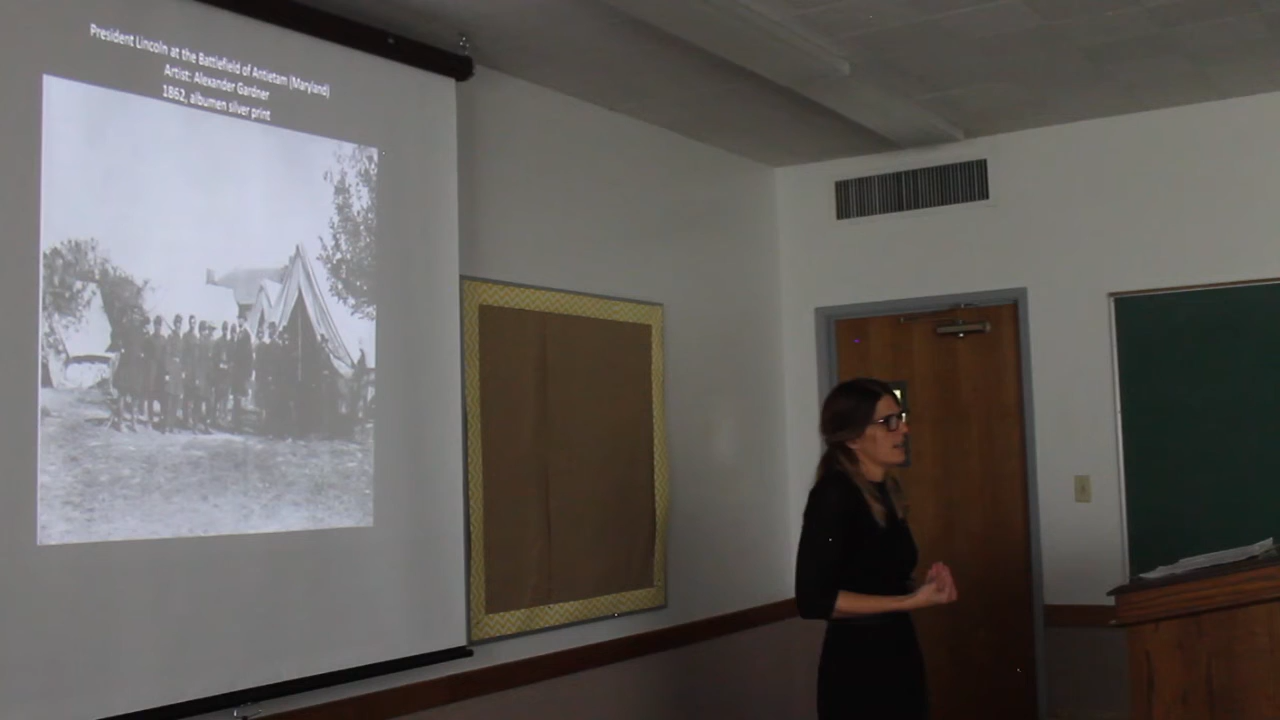 President Lincoln at the Battlefield of Antietam (Maryland)
Artist: Alexander Gardner
1862, albumen silver print